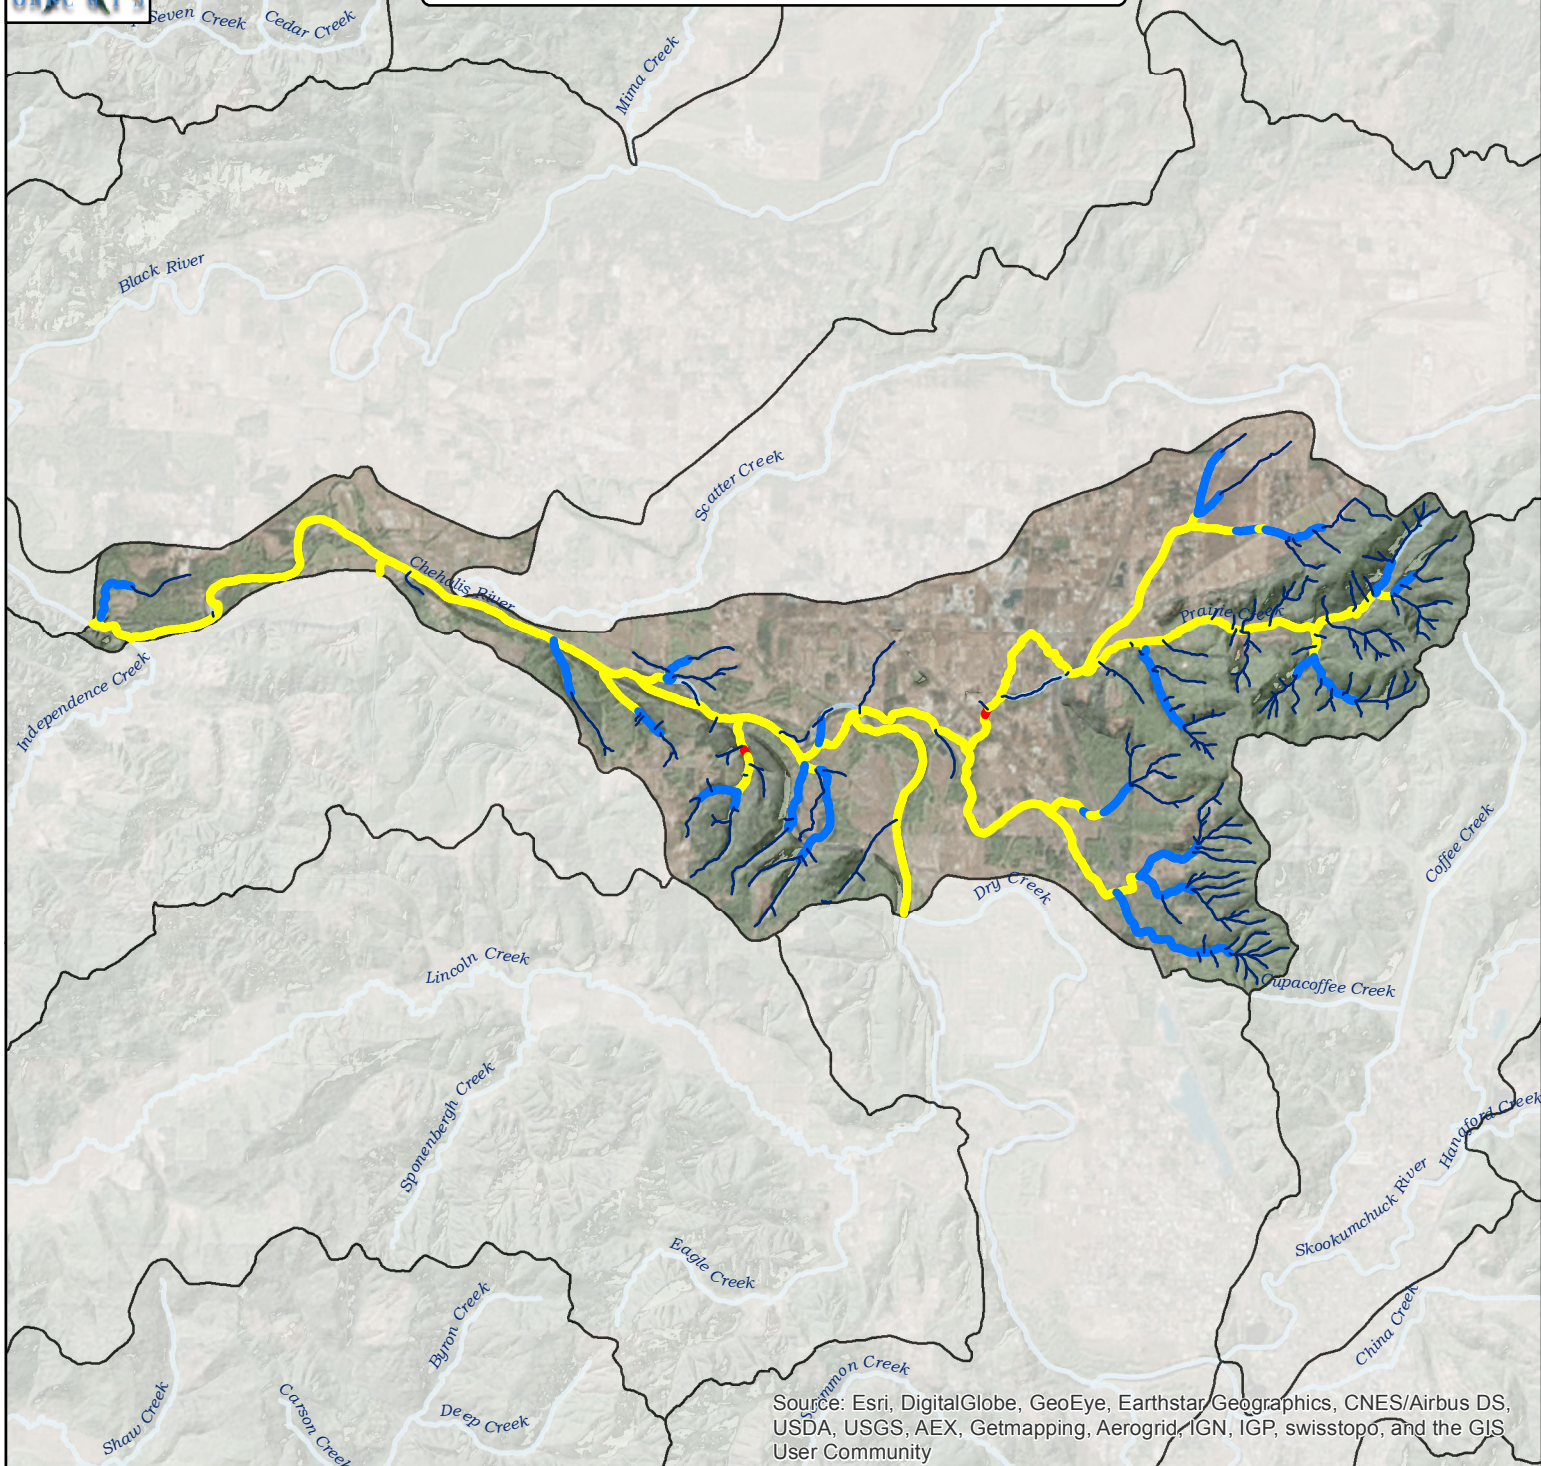 Seven Creek
Cedar Creek
Mima Creek
Black River
Scatter Creek
Chehalis River
Prairie Creek
Independence Creek
Coffee Creek
Dry Creek
Lincoln Creek
Cupacoffee Creek
Sponenbergh Creek
Hanaford Creek
Skookumchuck River
Eagle Creek
Byron Creek
China Creek
Shaw Creek
Carson Creek
Deep Creek
Creek
Source: Esri, DigitalGlobe, GeoEye, Earthstar Geographics, CNES/Airbus DS,
USDA, USGS, AEX, Getmapping, Aerogrid, IGN, IGP, swisstopo, and the GIS
User Community